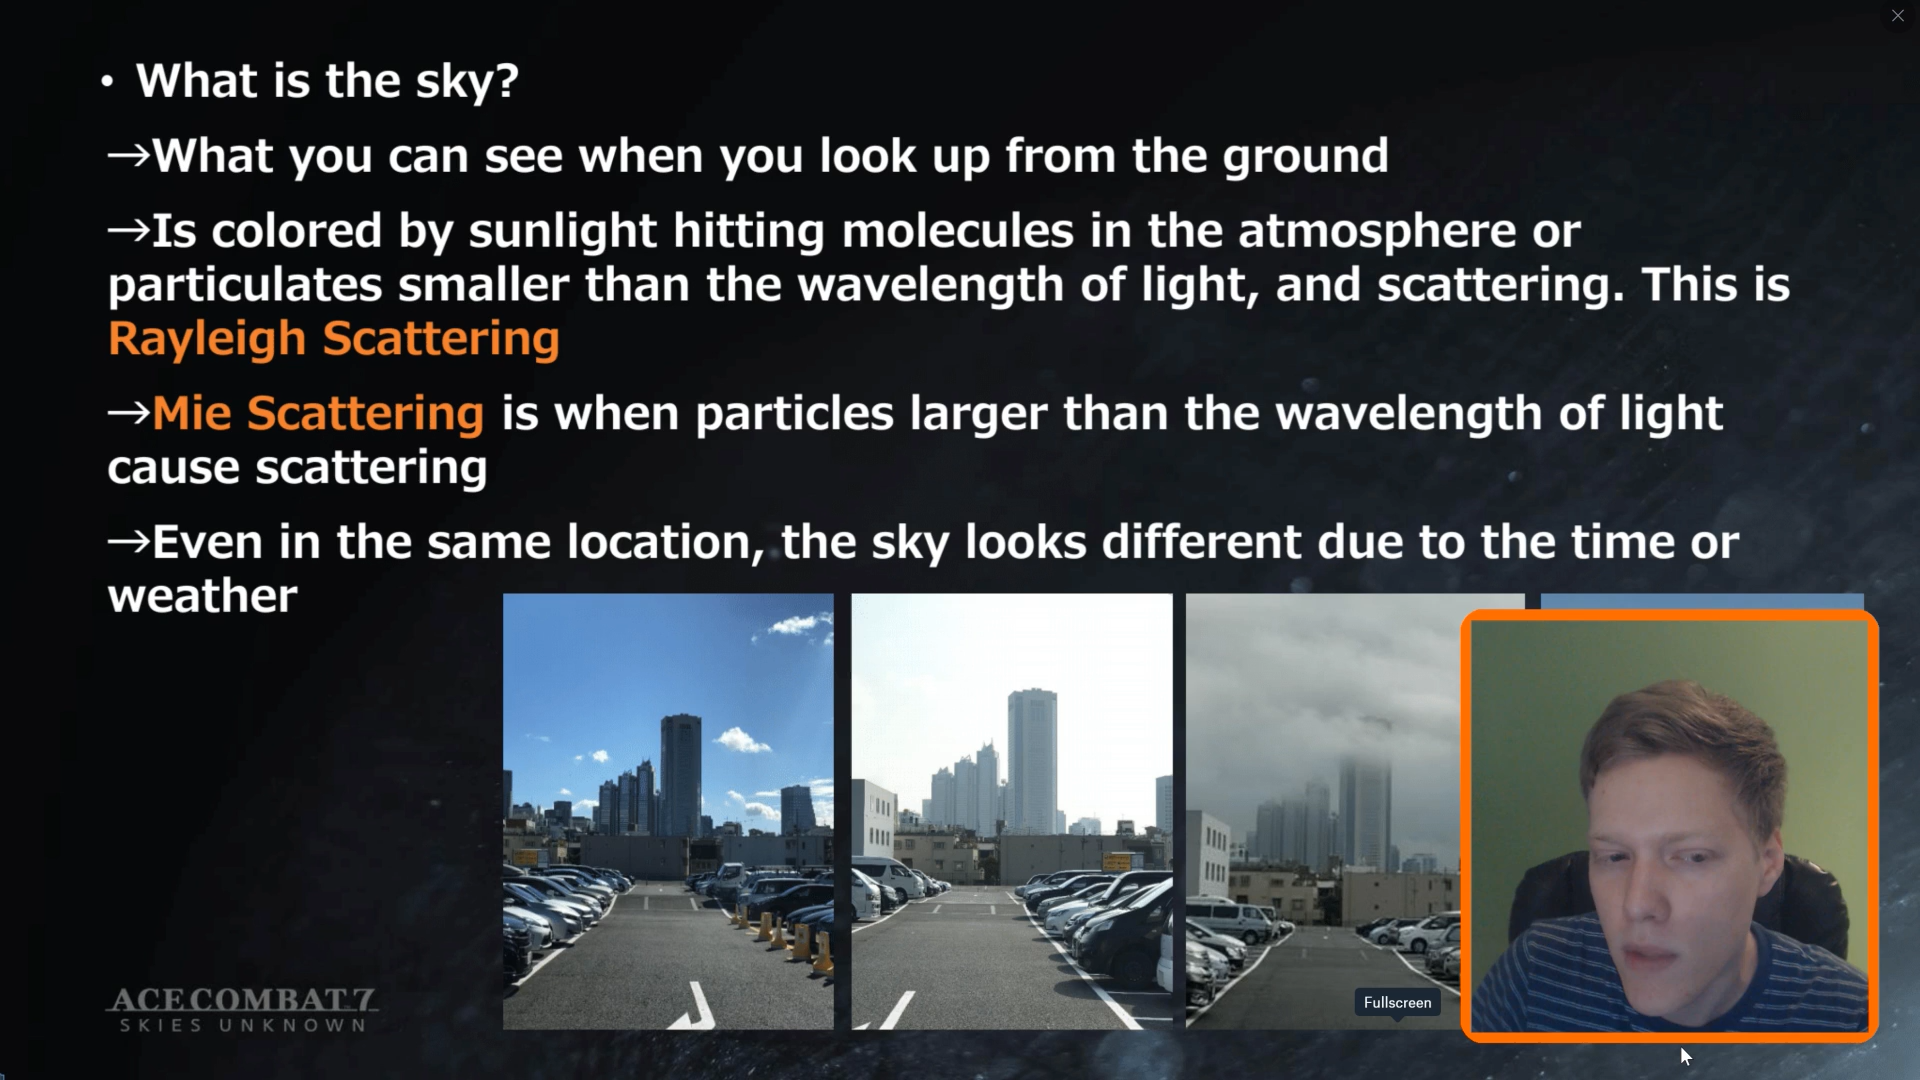 • What is the sky?
→What you can see when you look up from the ground
→Is colored by sunlight hitting molecules in the atmosphere or
particulates smaller than the wavelength of light, and scattering. This is
Rayleigh Scattering
→Mie Scattering is when particles larger than the wavelength of light
cause scattering
→Even in the same location, the sky looks different due to the time or
weather
Fullscreen
ACE COMBAT 7
SKIES UNKNOWN